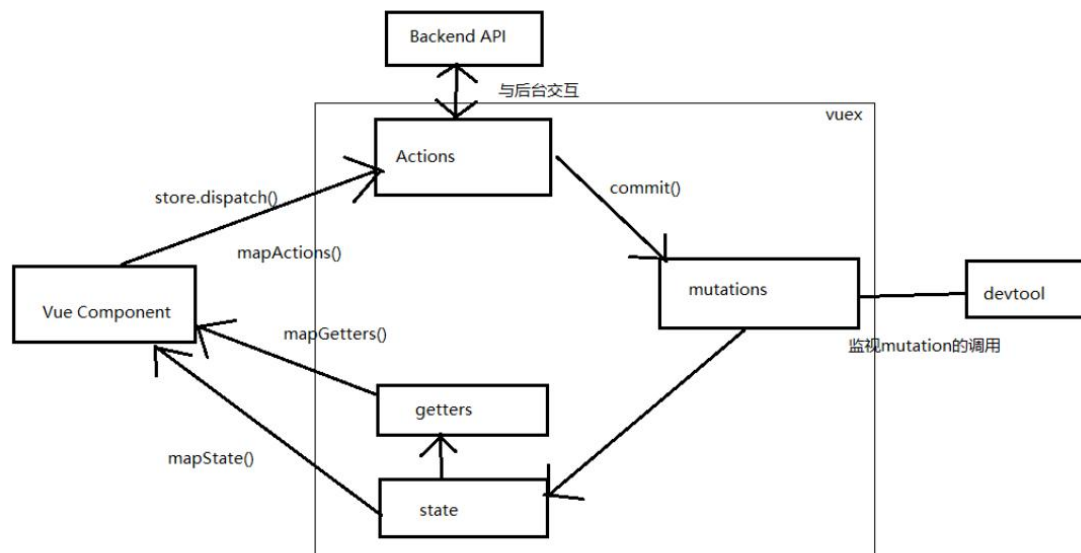 Backend API
与后台交互
vuex
Actions
store.dispatch()
commit()
mapActions()
mutations
devtool
Vue Component
mapGetters()
监视mutation的调用
getters
mapState()
state